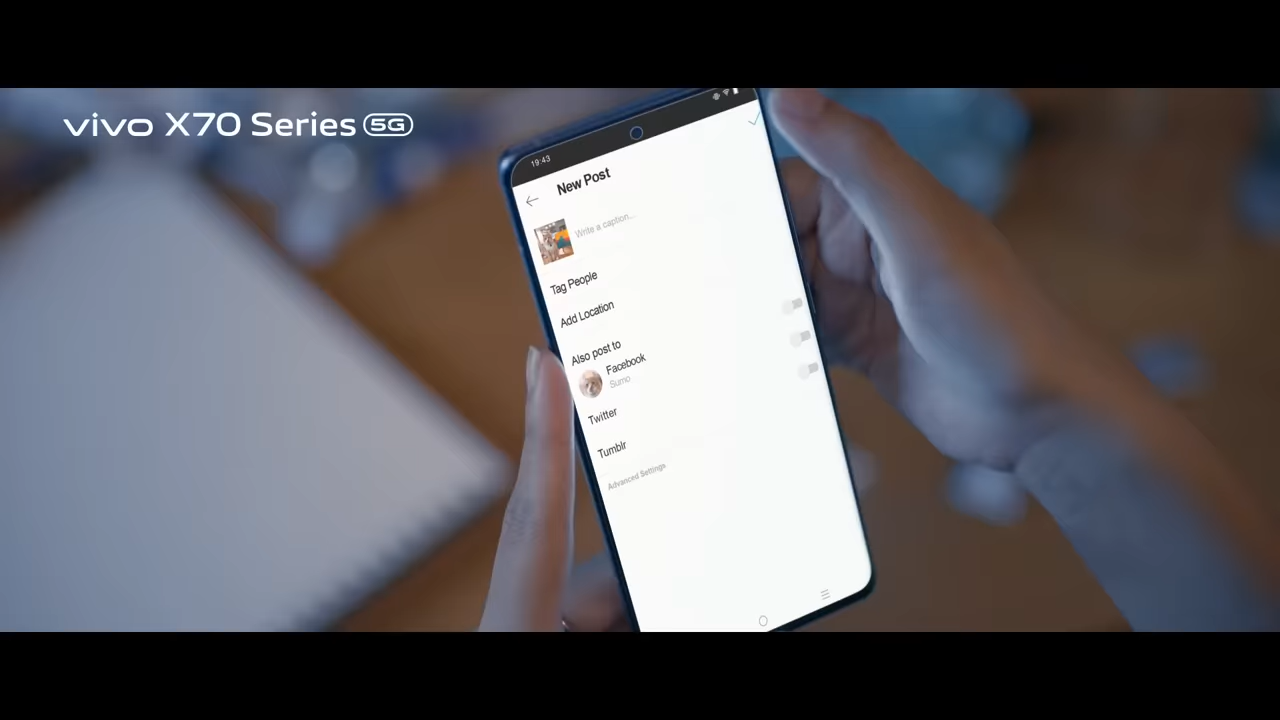 vivo X70 Series 5G
19:43
New Post
Write a caption...
Tag People
Add Location
Also post to
Facebook
Sumo
Twitter
Tumblr
Advanced Settings